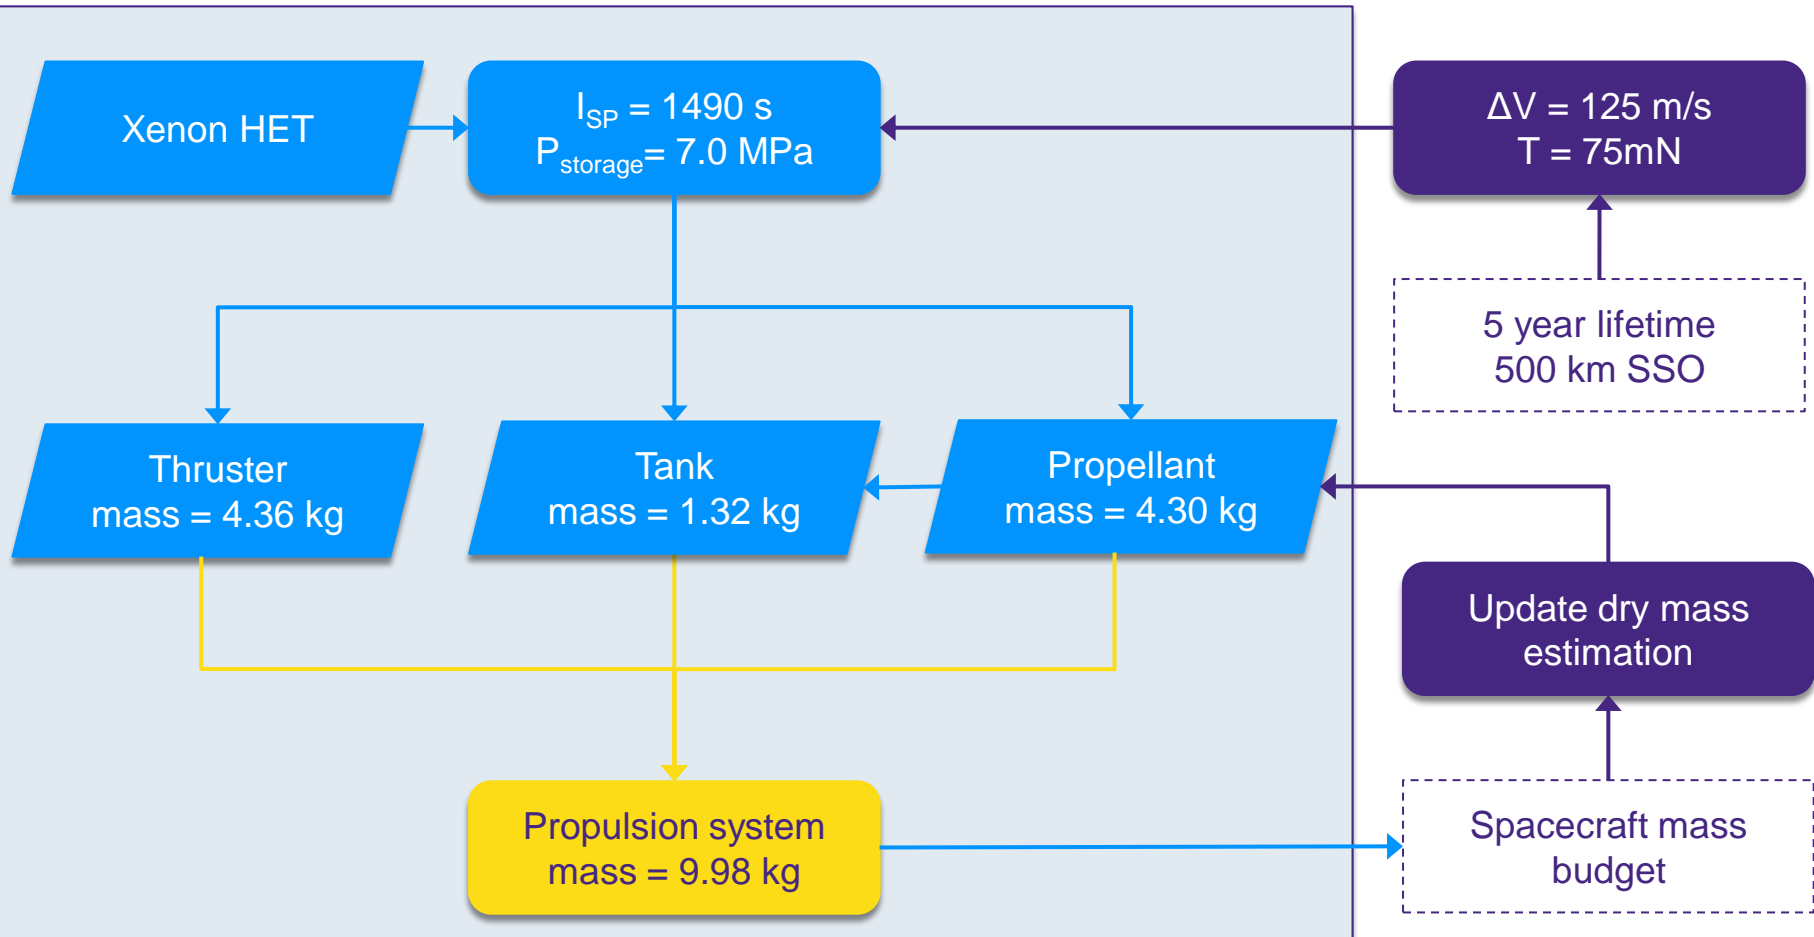 Xenon HET
I_SP = 1490 s
P_storage= 7.0 MPa
ΔV = 125 m/s
T = 75mN
5 year lifetime
500 km SSO
Thruster
mass = 4.36 kg
Tank
mass = 1.32 kg
Propellant
mass = 4.30 kg
Update dry mass
estimation
Propulsion system
mass = 9.98 kg
Spacecraft mass
budget